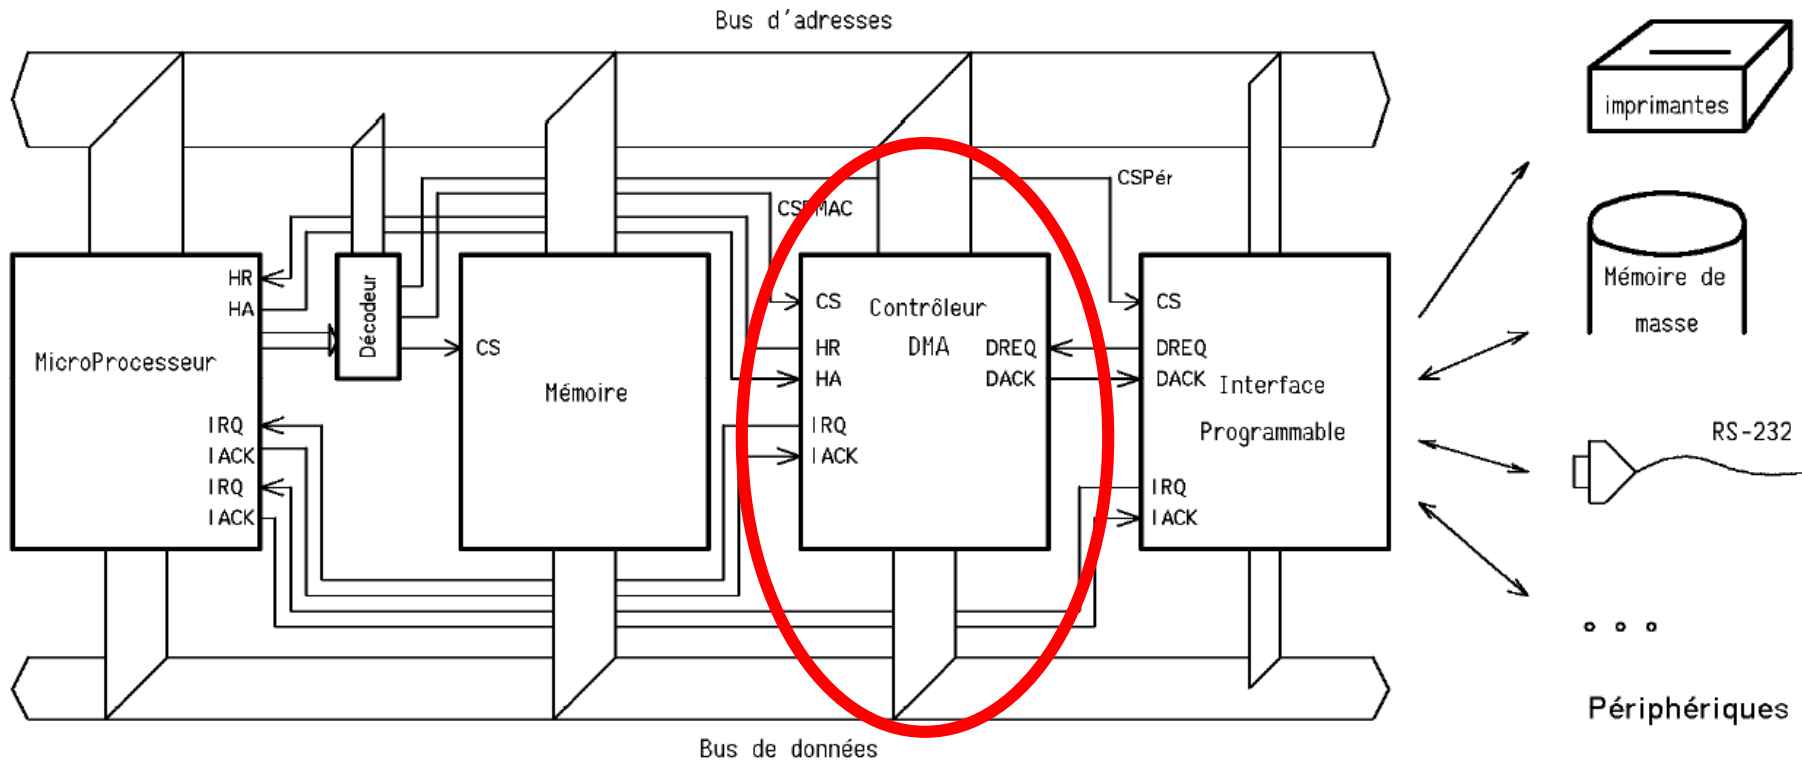 Bus d'adresses
imprimantes
CSPér
CSDMAC
HR
HA
Décodeur
MicroProcesseur
IRQ
IACK
IRQ
IACK
CS
Mémoire
CS
Contrôleur
DMA
HR
HA
DREQ
DACK
IRQ
IACK
CS
DREQ
DACK
Interface
Programmable
IRQ
IACK
Mémoire de
masse
RS-232
Périphériques
Bus de données